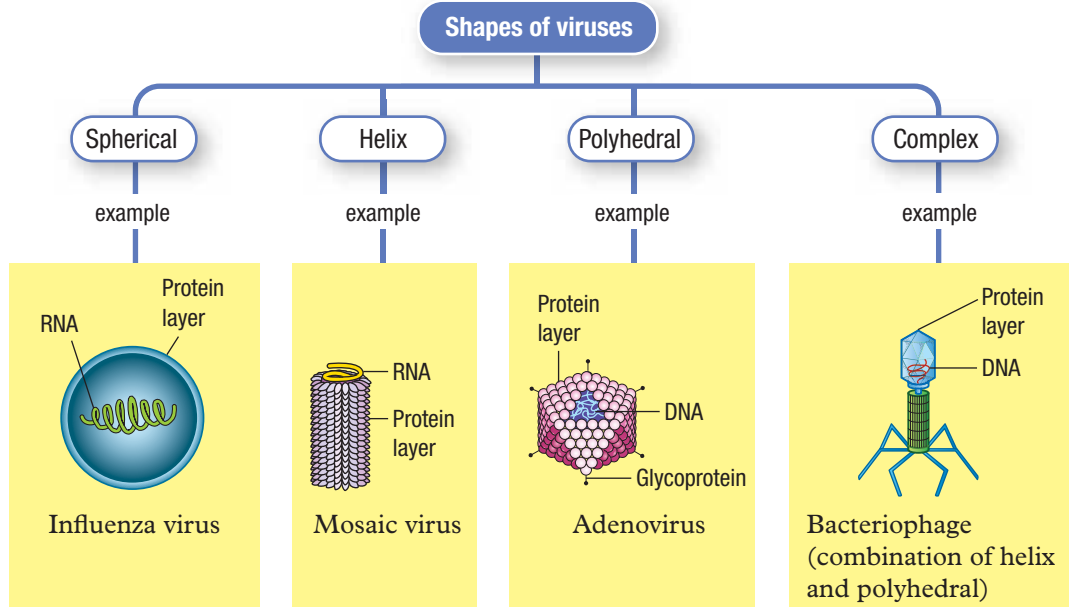 Shapes of viruses
Spherical
Helix
Polyhedral
Complex
example
example
example
example
Protein
layer
RNA
Influenza virus
RNA
Protein
layer
Mosaic virus
Protein
layer
DNA
Glycoprotein
Adenovirus
Protein
layer
DNA
Bacteriophage
(combination of helix
and polyhedral)